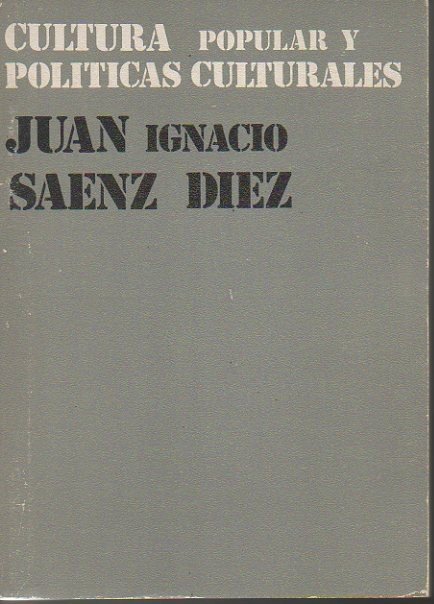 CULTURA POPULAR Y
POLITICAS CULTURALES
JUAN IGNACIO
SAENZ DIEZ